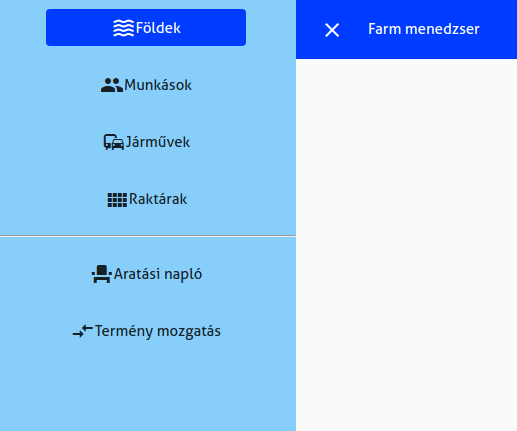 Földek
Farm menedzser
Munkások
Járművek
Raktárak
Aratási napló
Termény mozgatás